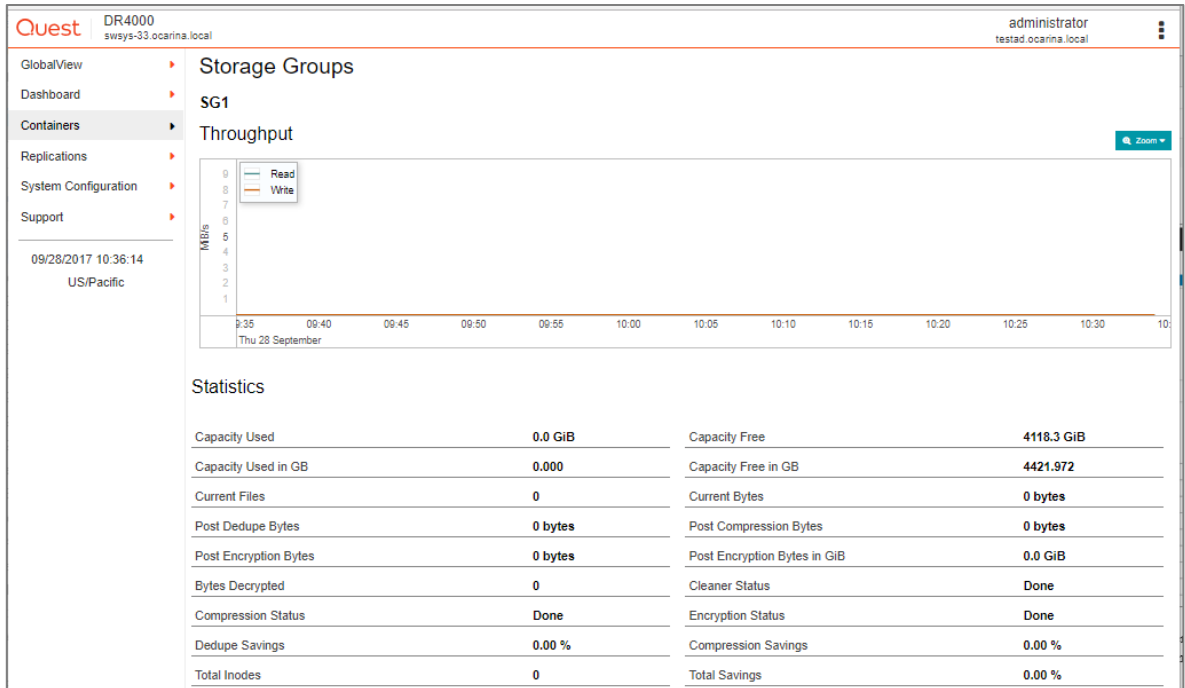 Quest
DR4000
swsys-33.ocarina.local
administrator
testad.ocarina.local
GlobalView
Dashboard
Containers
Replications
System Configuration
Support
09/28/2017 10:36:14
US/Pacific
Storage Groups
SG1
Throughput
Zoom
Read
Write
MiB/s
9
8
7
6
5
4
3
2
1
9:35 09:40 09:45 09:50 09:55 10:00 10:05 10:10 10:15 10:20 10:25 10:30 10:
Thu 28 September
Statistics
Capacity Used 0.0 GiB Capacity Free 4118.3 GiB
Capacity Used in GB 0.000 Capacity Free in GB 4421.972
Current Files 0 Current Bytes 0 bytes
Post Dedupe Bytes 0 bytes Post Compression Bytes 0 bytes
Post Encryption Bytes 0 bytes Post Encryption Bytes in GiB 0.0 GiB
Bytes Decrypted 0 Cleaner Status Done
Compression Status Done Encryption Status Done
Dedupe Savings 0.00 % Compression Savings 0.00 %
Total Inodes 0 Total Savings 0.00 %